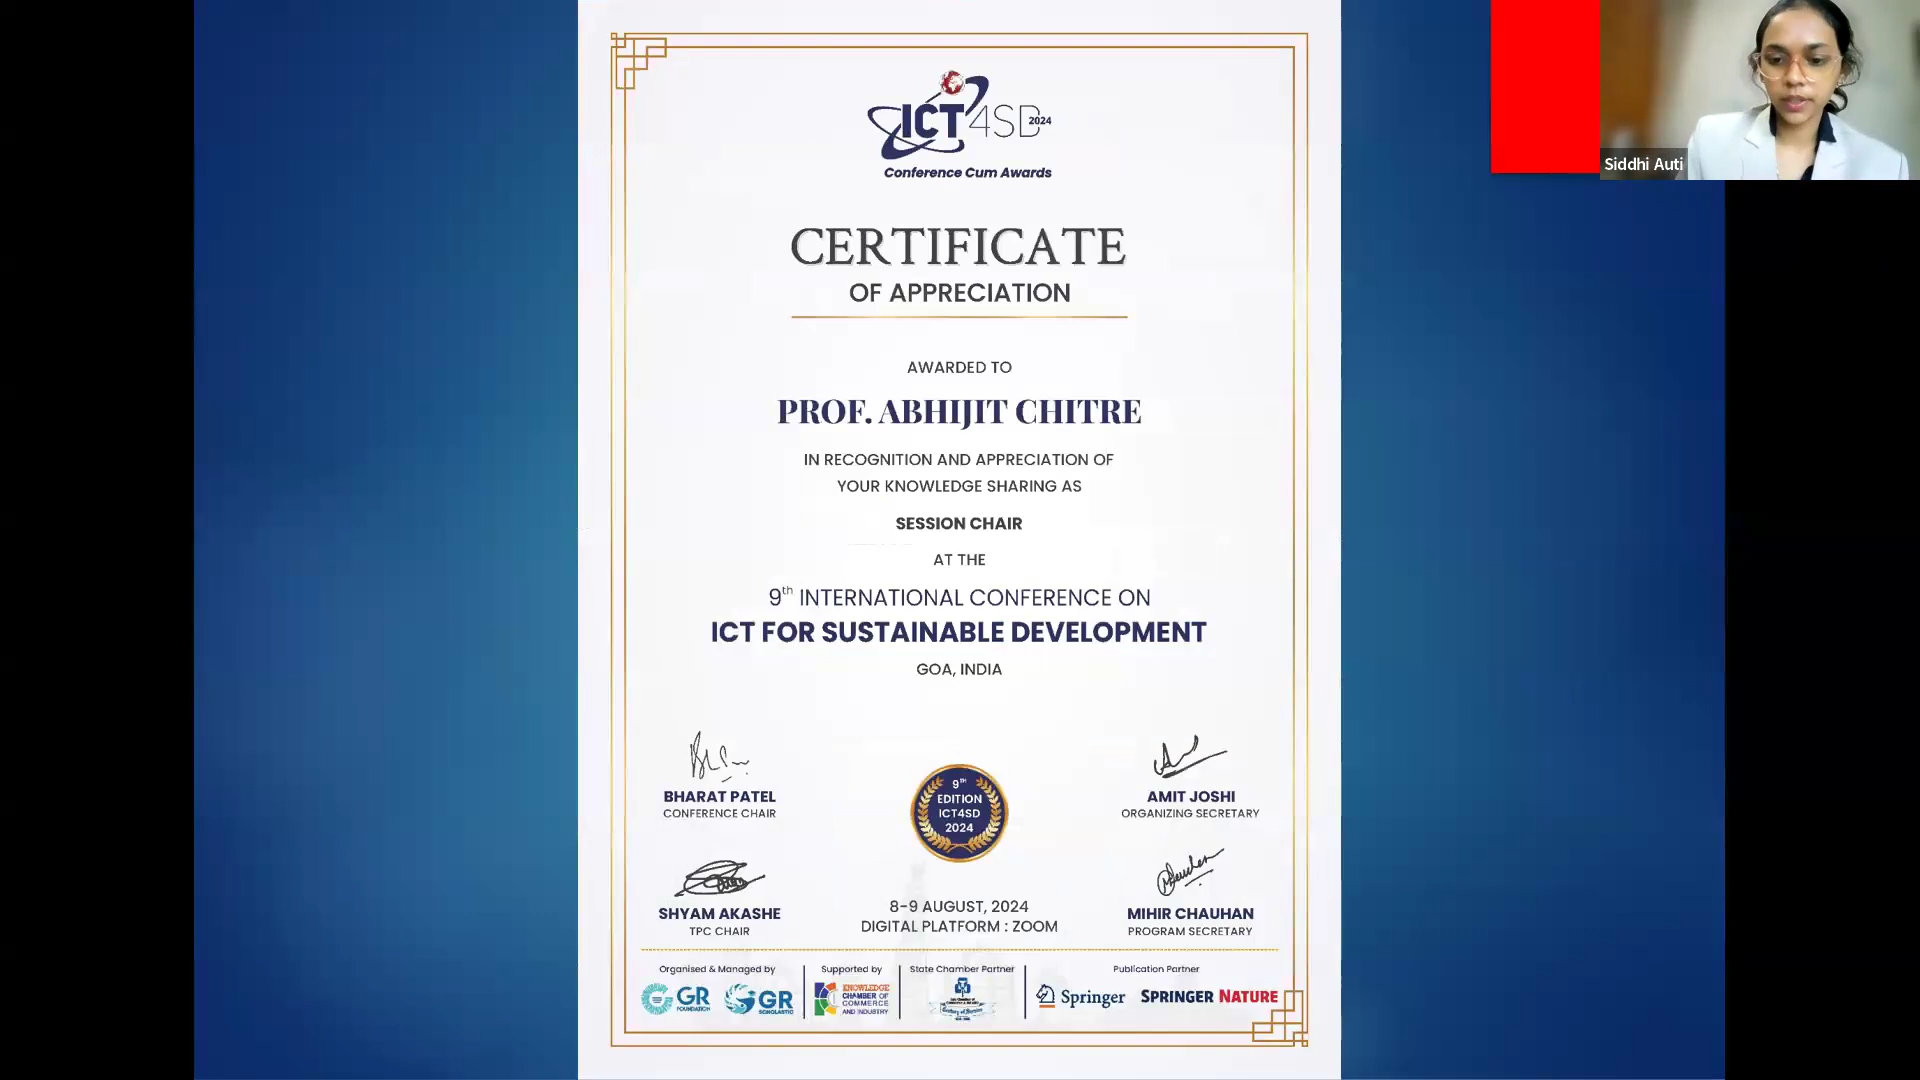 ICT4SD 2024
Conference Cum Awards
CERTIFICATE
OF APPRECIATION
AWARDED TO
PROF. ABHIJIT CHITRE
IN RECOGNITION AND APPRECIATION OF
YOUR KNOWLEDGE SHARING AS
SESSION CHAIR
AT THE
9th INTERNATIONAL CONFERENCE ON
ICT FOR SUSTAINABLE DEVELOPMENT
GOA, INDIA
BHARAT PATEL
CONFERENCE CHAIR
9TH
EDITION
ICT4SD
2024
AMIT JOSHI
ORGANIZING SECRETARY
SHYAM AKASHE
TPC CHAIR
8-9 AUGUST, 2024
DIGITAL PLATFORM : ZOOM
MIHIR CHAUHAN
PROGRAM SECRETARY
Organised & Managed by
GR
FOUNDATION
GR
SCHOLASTIC
Supported by
KNOWLEDGE
CHAMBER OF
COMMERCE
AND INDUSTRY
State Chamber Partner
Publication Partner
Springer
SPRINGER NATURE
Siddhi Auti